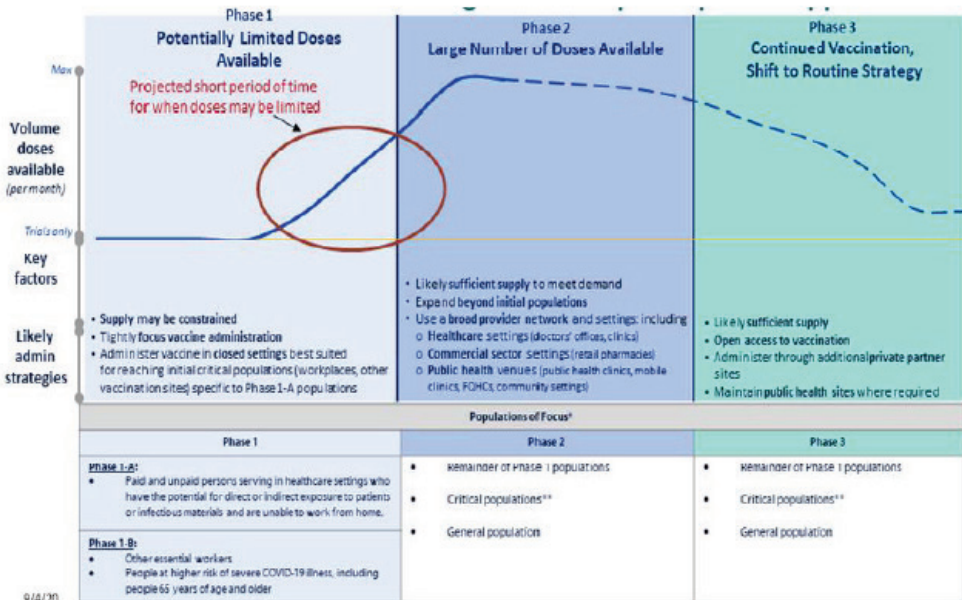 Phase 1
Potentially Limited Doses
Available
Projected short period of time
for when doses may be limited
Phase 2
Large Number of Doses Available
Phase 3
Continued Vaccination,
Shift to Routine Strategy
Max
Volume
doses
available
(per month)
Trials only
Key
factors
Likely
admin
strategies
• Supply may be constrained
• Tightly focus vaccine administration
• Administer vaccine in closed settings best suited
for reaching initial critical populations (workplaces, other
vaccination sites) specific to Phase 1-A populations
• Likely sufficient supply to meet demand
• Expand beyond initial populations
• Use a broad provider network and settings: including
o Healthcare settings (doctors' offices, clinics)
o Commercial sector settings (retail pharmacies)
o Public health venues (public health clinics, mobile
clinics, FQHCs, community settings)
• Likely sufficient supply
• Open access to vaccination
• Administer through additional private partner
sites
• Maintain public health sites where required
Populations of Focus*
Phase 1
Phase 2
Phase 3
Phase 1-A:
• Paid and unpaid persons serving in healthcare settings who
have the potential for direct or indirect exposure to patients
or infectious materials and are unable to work from home.
Phase 1-B:
• Other essential workers
• People at higher risk of severe COVID-19 illness, including
people 65 years of age and older
• Remainder of Phase 1 populations
• Critical populations**
• General population
• Remainder of Phase 1 populations
• Critical populations**
• General population
9/4/20